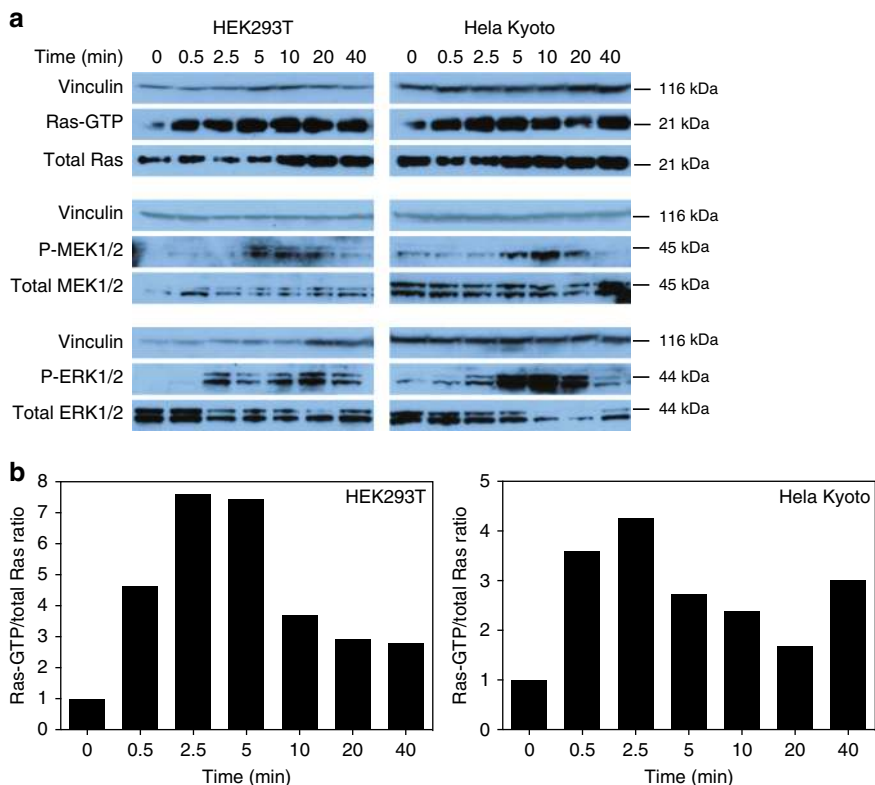 a
HEK293T
Hela Kyoto
Time (min) 0 0.5 2.5 5 10 20 40 0 0.5 2.5 5 10 20 40
Vinculin 116 kDa
Ras-GTP 21 kDa
Total Ras 21 kDa
Vinculin 116 kDa
P-MEK1/2 45 kDa
Total MEK1/2 45 kDa
Vinculin 116 kDa
P-ERK1/2 44 kDa
Total ERK1/2 44 kDa
b
Ras-GTP/total Ras ratio
8
7
6
5
4
3
2
1
0
HEK293T
0 0.5 2.5 5 10 20 40
Time (min)
Ras-GTP/total Ras ratio
5
4
3
2
1
0
Hela Kyoto
0 0.5 2.5 5 10 20 40
Time (min)